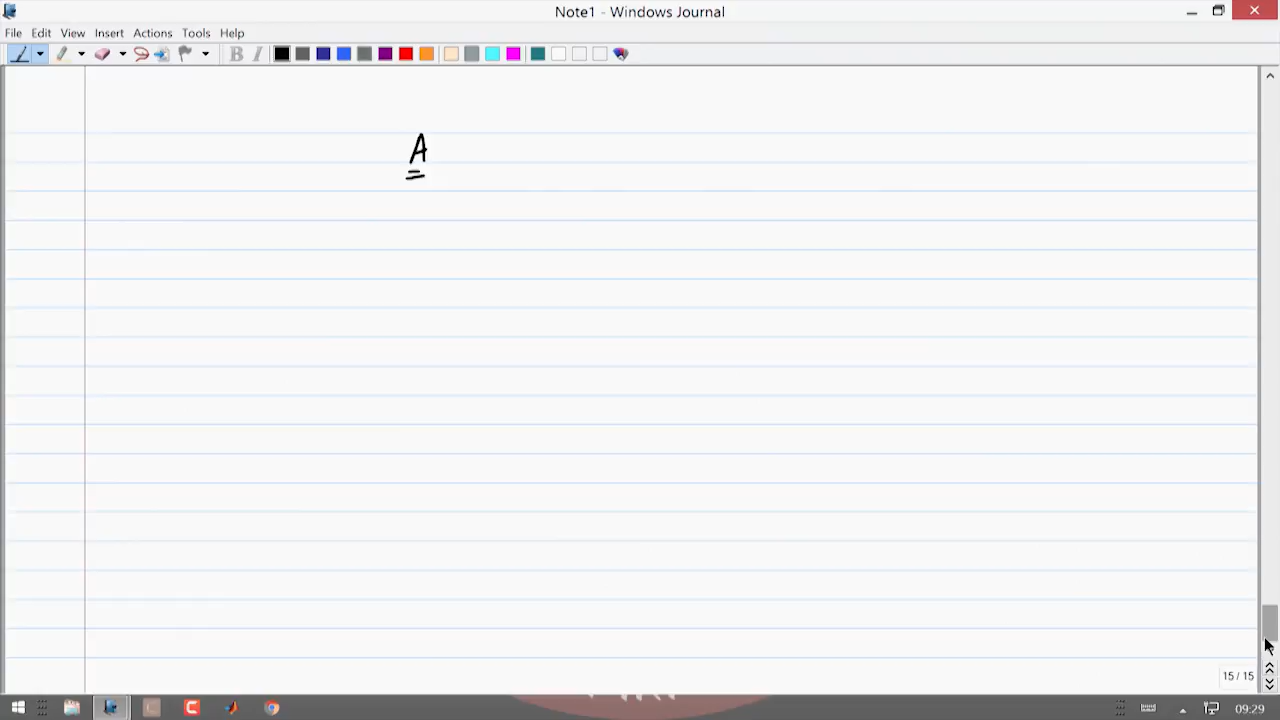 Note1 - Windows Journal
File Edit View Insert Actions Tools Help
B I
A
15 / 15
09:29